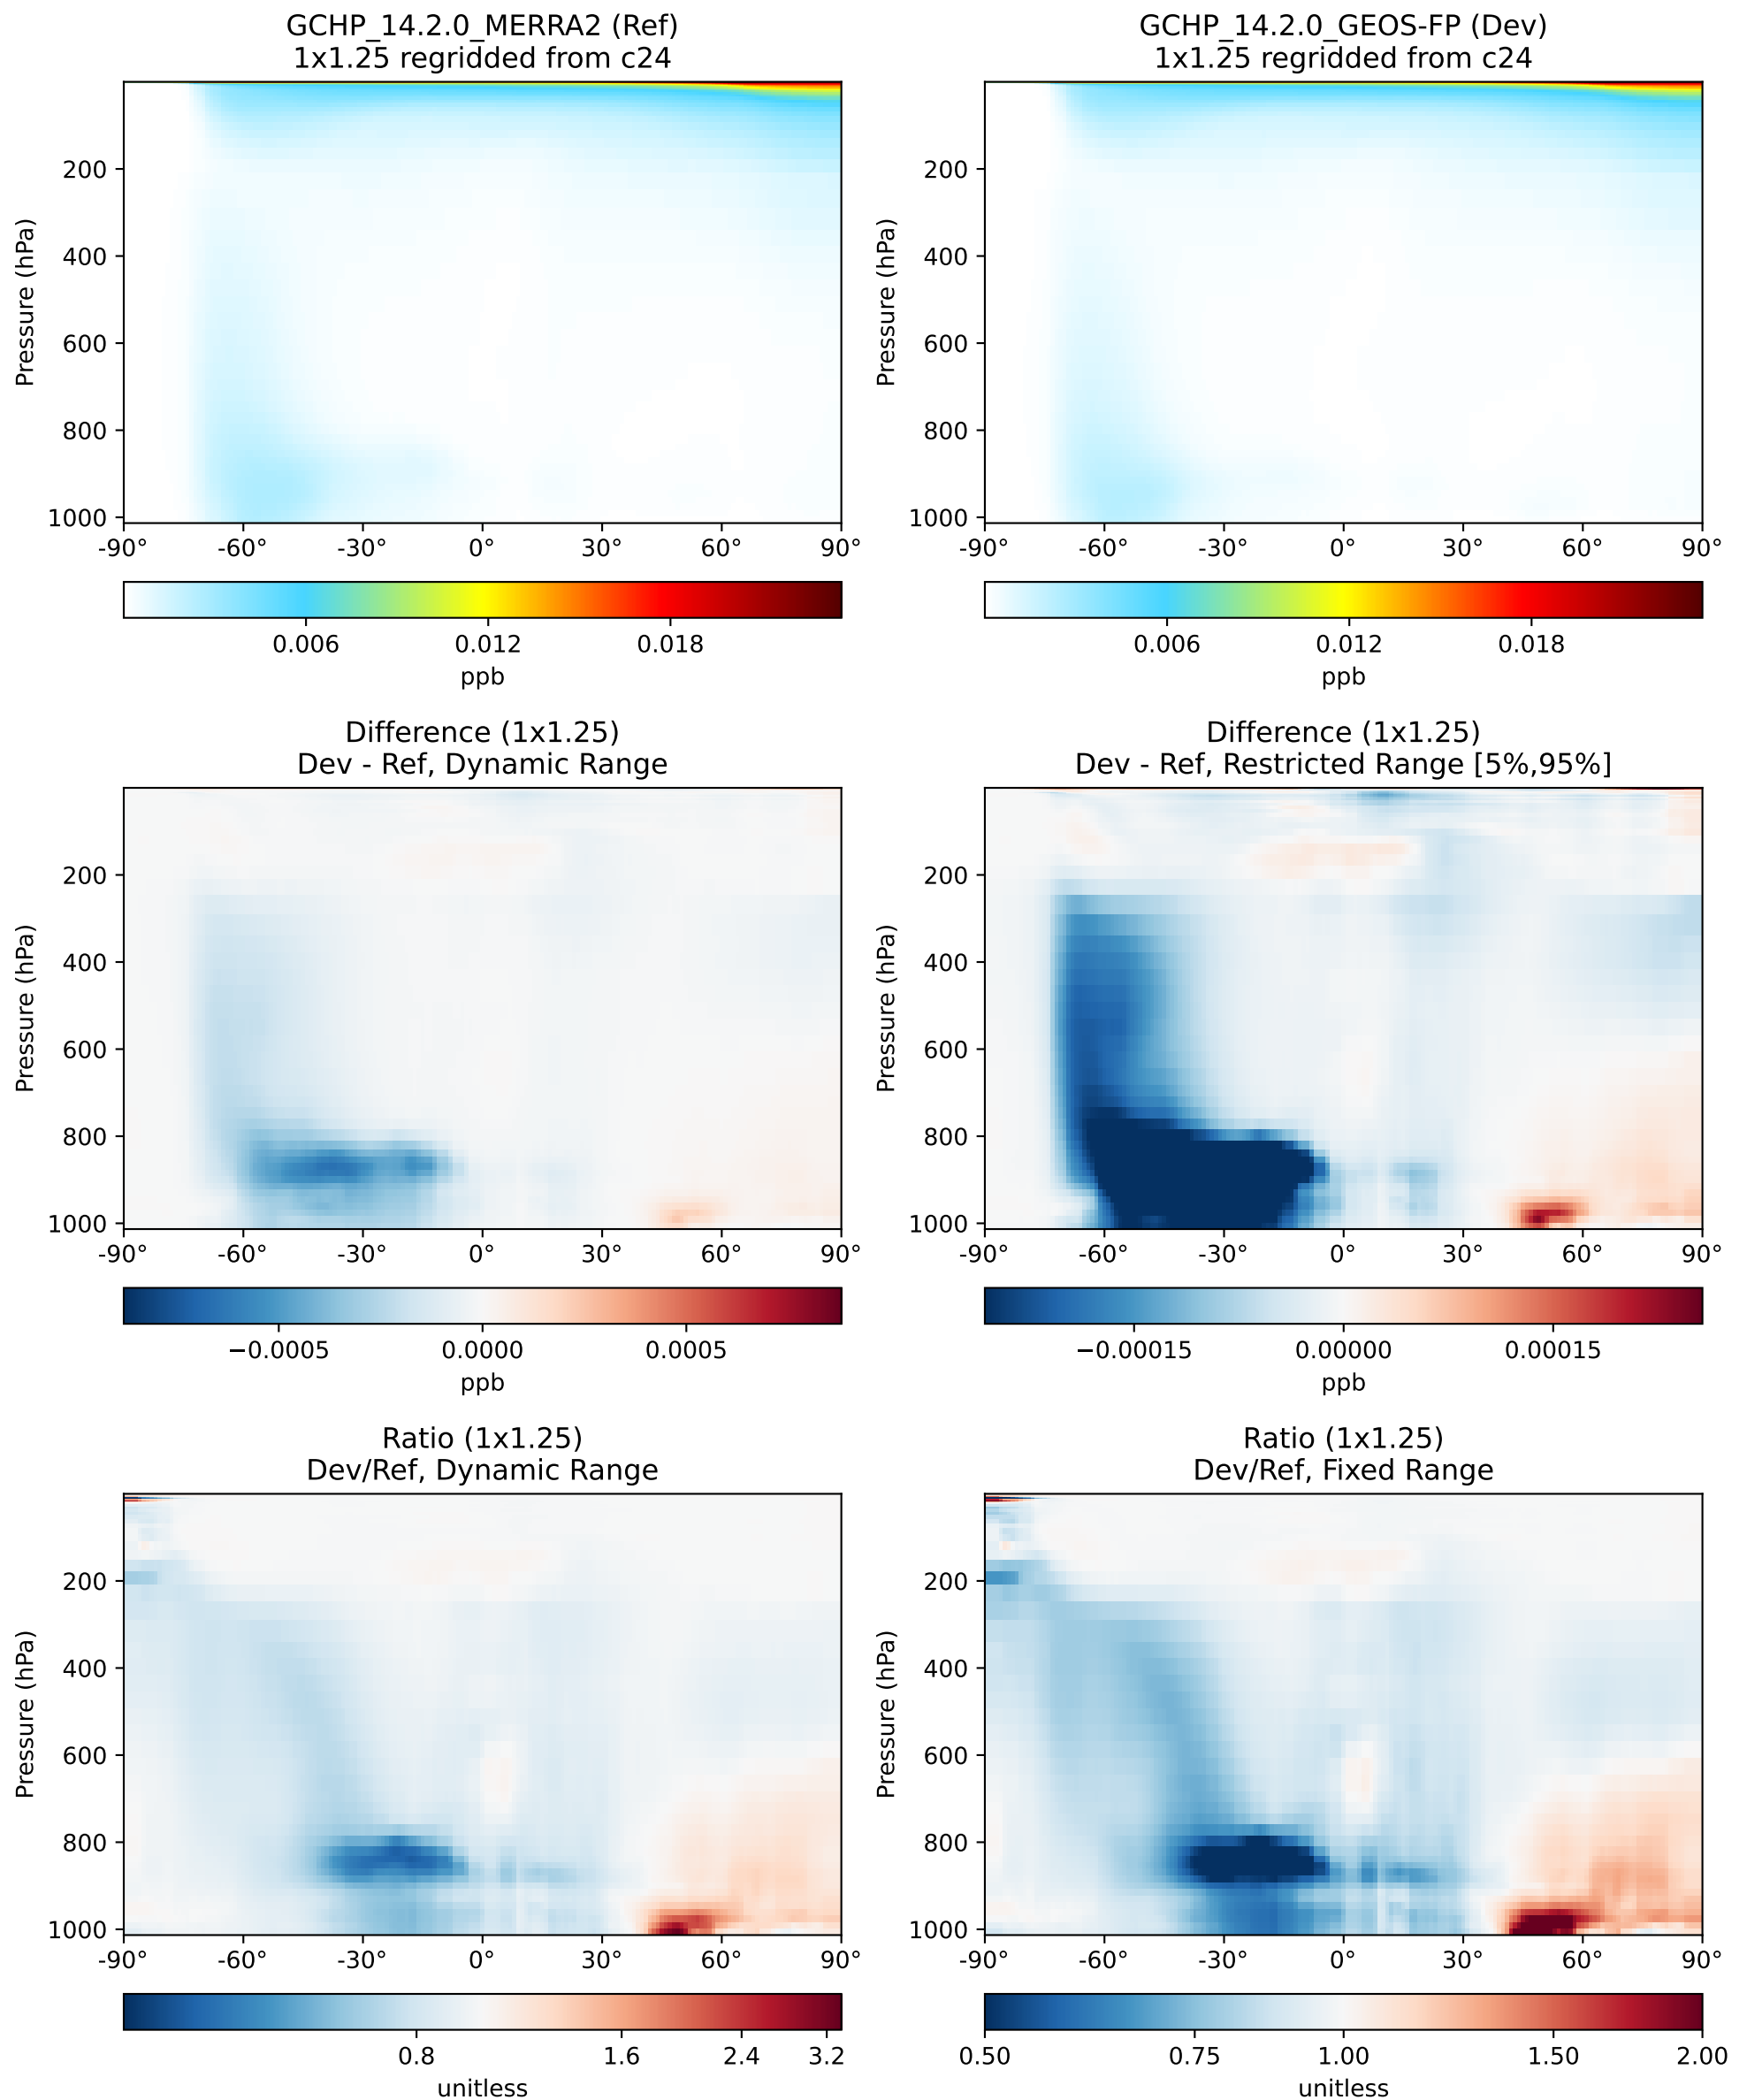 GCHP_14.2.0_MERRA2 (Ref)
1x1.25 regridded from c24
Pressure (hPa)
200
400
600
800
1000
-90° -60° -30° 0° 30° 60° 90°
0.006 0.012 0.018
ppb
GCHP_14.2.0_GEOS-FP (Dev)
1x1.25 regridded from c24
Pressure (hPa)
200
400
600
800
1000
-90° -60° -30° 0° 30° 60° 90°
0.006 0.012 0.018
ppb
Difference (1x1.25)
Dev - Ref, Dynamic Range
Pressure (hPa)
200
400
600
800
1000
-90° -60° -30° 0° 30° 60° 90°
−0.0005 0.0000 0.0005
ppb
Difference (1x1.25)
Dev - Ref, Restricted Range [5%,95%]
Pressure (hPa)
200
400
600
800
1000
-90° -60° -30° 0° 30° 60° 90°
−0.00015 0.00000 0.00015
ppb
Ratio (1x1.25)
Dev/Ref, Dynamic Range
Pressure (hPa)
200
400
600
800
1000
-90° -60° -30° 0° 30° 60° 90°
0.8 1.6 2.4 3.2
unitless
Ratio (1x1.25)
Dev/Ref, Fixed Range
Pressure (hPa)
200
400
600
800
1000
-90° -60° -30° 0° 30° 60° 90°
0.50 0.75 1.00 1.50 2.00
unitless